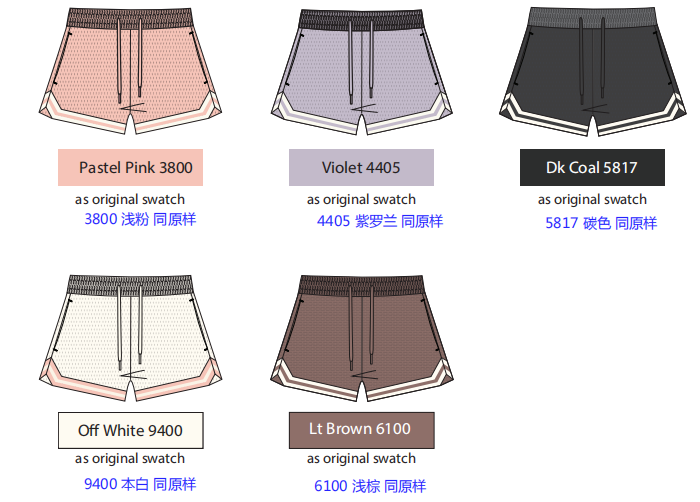 Pastel Pink 3800
as original swatch
3800 浅粉 同原样
Violet 4405
as original swatch
4405 紫罗兰 同原样
Dk Coal 5817
as original swatch
5817 碳色 同原样
Off White 9400
as original swatch
9400 本白 同原样
Lt Brown 6100
as original swatch
6100 浅棕 同原样